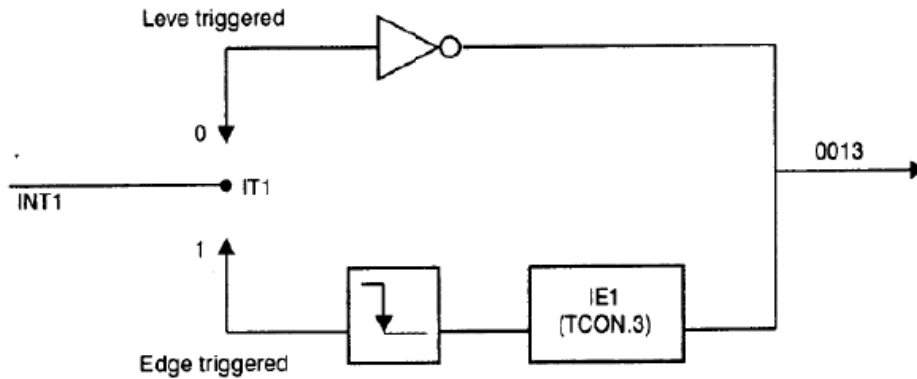 Leve triggered
0
0013
INT1
IT1
1
IE1
(TCON.3)
Edge triggered